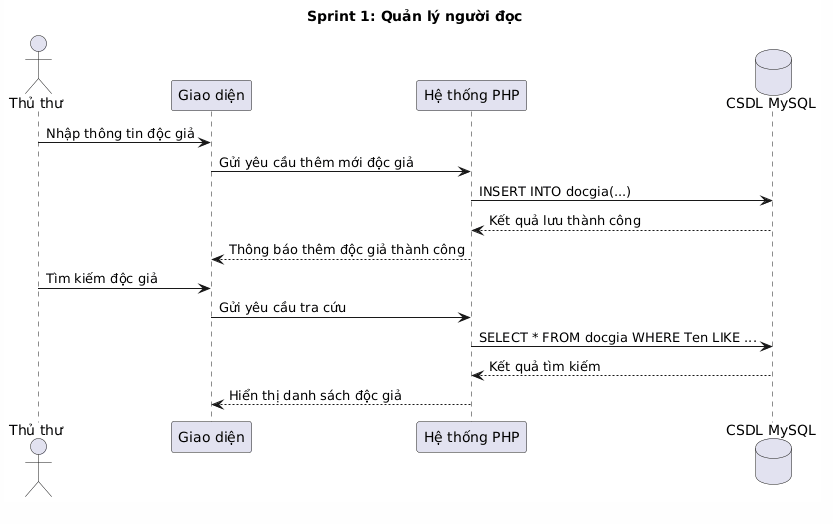 Sprint 1: Quản lý người đọc
Thủ thư
Giao diện
Hệ thống PHP
CSDL MySQL
Nhập thông tin độc giả
Gửi yêu cầu thêm mới độc giả
INSERT INTO docgia(...)
Kết quả lưu thành công
Thông báo thêm độc giả thành công
Tìm kiếm độc giả
Gửi yêu cầu tra cứu
SELECT * FROM docgia WHERE Ten LIKE ...
Kết quả tìm kiếm
Hiển thị danh sách độc giả
Thủ thư
Giao diện
Hệ thống PHP
CSDL MySQL